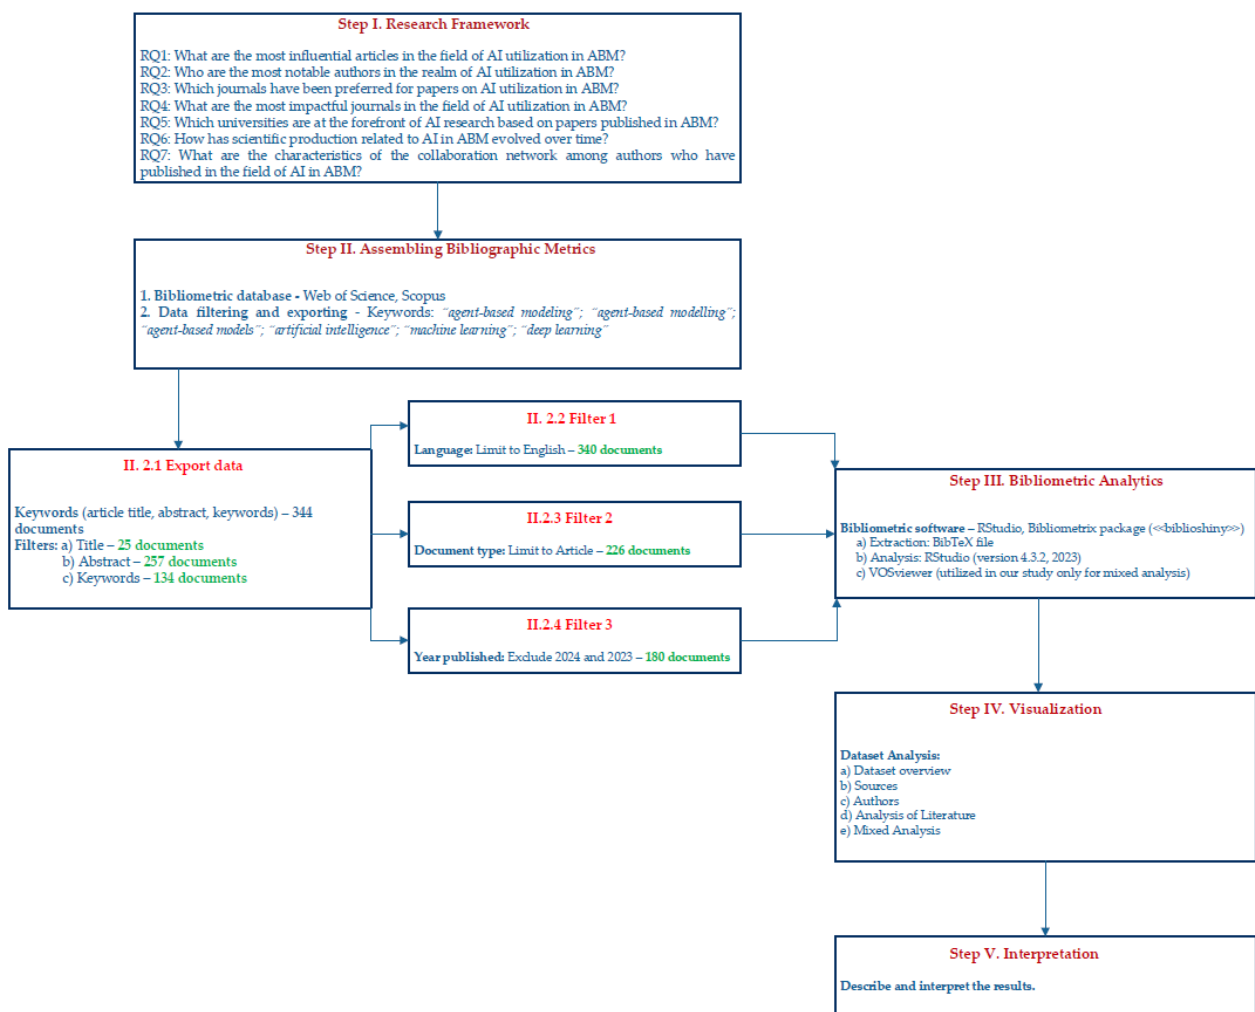 Step I. Research Framework
RQ1: What are the most influential articles in the field of AI utilization in ABM?
RQ2: Who are the most notable authors in the realm of AI utilization in ABM?
RQ3: Which journals have been preferred for papers on AI utilization in ABM?
RQ4: What are the most impactful journals in the field of AI utilization in ABM?
RQ5: Which universities are at the forefront of AI research based on papers published in ABM?
RQ6: How has scientific production related to AI in ABM evolved over time?
RQ7: What are the characteristics of the collaboration network among authors who have
published in the field of AI in ABM?
Step II. Assembling Bibliographic Metrics
1. Bibliometric database - Web of Science, Scopus
2. Data filtering and exporting - Keywords: "agent-based modeling"; "agent-based modelling";
"agent-based models"; "artificial intelligence"; "machine learning"; "deep learning"
II. 2.1 Export data
Keywords (article title, abstract, keywords) – 344
documents
Filters: a) Title – 25 documents
b) Abstract – 257 documents
c) Keywords – 134 documents
II. 2.2 Filter 1
Language: Limit to English – 340 documents
II.2.3 Filter 2
Document type: Limit to Article – 226 documents
II.2.4 Filter 3
Year published: Exclude 2024 and 2023 – 180 documents
Step III. Bibliometric Analytics
Bibliometric software – RStudio, Bibliometrix package (<<biblioshiny>>)
a) Extraction: BibTeX file
b) Analysis: RStudio (version 4.3.2, 2023)
c) VOSviewer (utilized in our study only for mixed analysis)
Step IV. Visualization
Dataset Analysis:
a) Dataset overview
b) Sources
c) Authors
d) Analysis of Literature
e) Mixed Analysis
Step V. Interpretation
Describe and interpret the results.